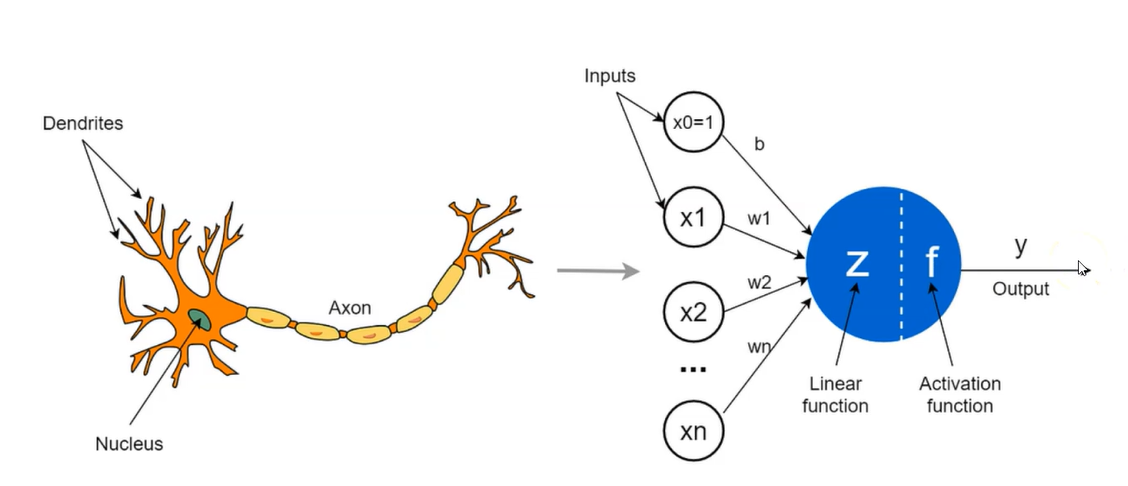 Dendrites
Nucleus
Axon
Inputs
x0=1
x1
x2
...
xn
b
w1
w2
wn
z
f
y
Output
Linear
function
Activation
function